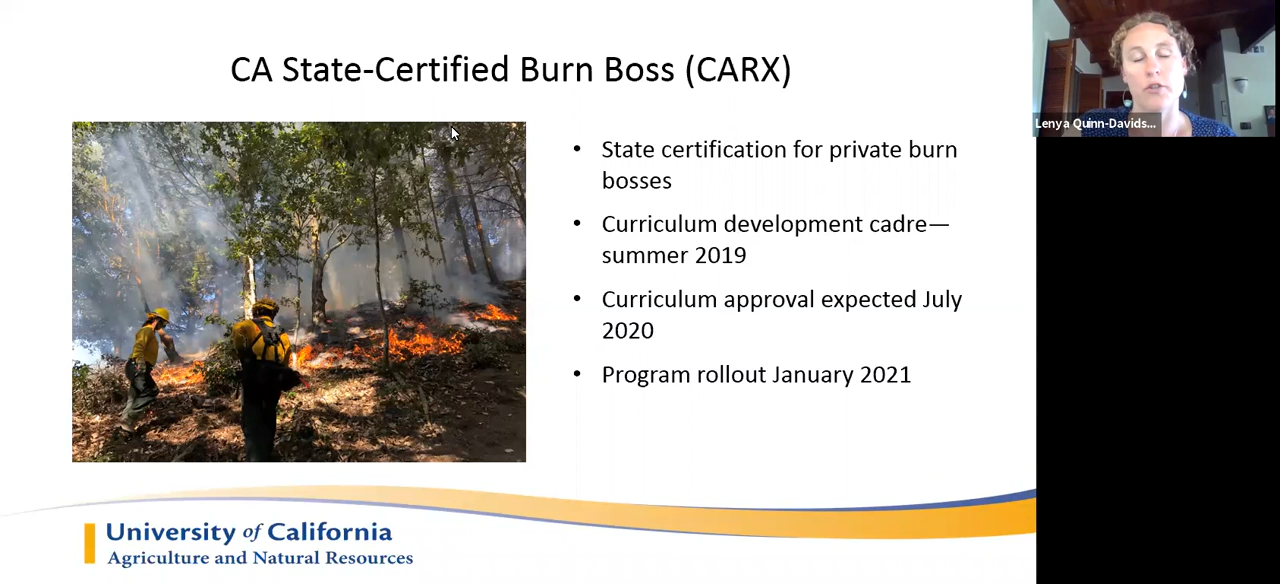 CA State-Certified Burn Boss (CARX)
Lenya Quinn-Davids...
• State certification for private burn
bosses
• Curriculum development cadre—
summer 2019
• Curriculum approval expected July
2020
• Program rollout January 2021
University of California
Agriculture and Natural Resources